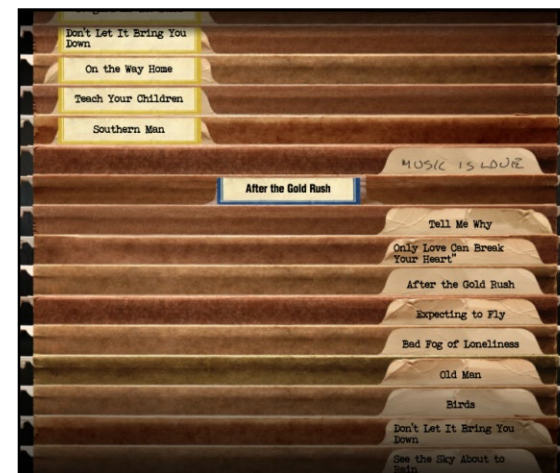 Don't Let It Bring You
Down
On the Way Home
Teach Your Children
Southern Man
MUSIC IS LOVE
After the Gold Rush
Tell Me Why
Only Love Can Break
Your Heart"
After the Gold Rush
Expecting to Fly
Bad Fog of Loneliness
Old Man
Birds
Don't Let It Bring You
Down
See the Sky About to
Rain